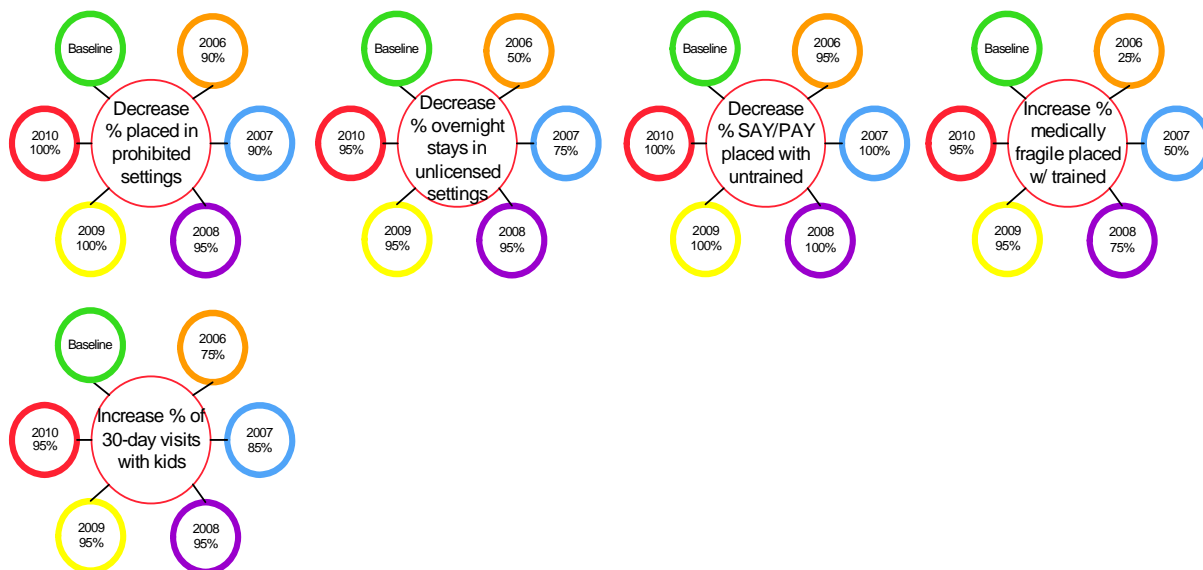 Baseline
2006
90%
Decrease
% placed in
prohibited
settings
2010
100%
2007
90%
2009
100%
2008
95%
Baseline
2006
50%
Decrease
% overnight
stays in
unlicensed
settings
2010
95%
2007
75%
2009
95%
2008
95%
Baseline
2006
95%
Decrease
% SAY/PAY
placed with
untrained
2010
100%
2007
100%
2009
100%
2008
100%
Baseline
2006
25%
Increase %
medically
fragile placed
w/ trained
2010
95%
2007
50%
2009
95%
2008
75%
Baseline
2006
75%
Increase % of
30-day visits
with kids
2010
95%
2007
85%
2009
95%
2008
95%